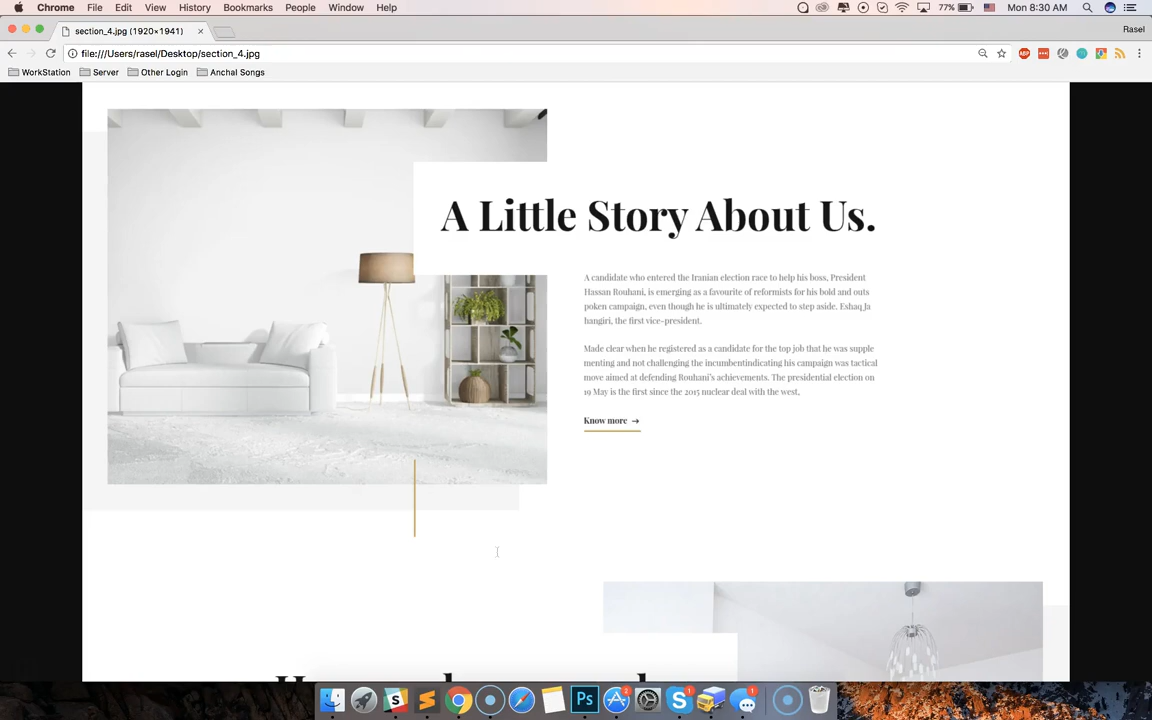 Chrome File Edit View History Bookmarks People Window Help
77% Mon 8:30 AM
section_4.jpg (1920×1941)
Rasel
file:///Users/rasel/Desktop/section_4.jpg
ABP
WorkStation Server Other Login Anchal Songs
A Little Story About Us.
A candidate who entered the Iranian election race to help his boss, President
Hassan Rouhani, is emerging as a favourite of reformists for his bold and outs
poken campaign, even though he is ultimately expected to step aside. Eshaq Ja
hangiri, the first vice-president.
Made clear when he registered as a candidate for the top job that he was supple
menting and not challenging the incumbentindicating his campaign was tactical
move aimed at defending Rouhani's achievements. The presidential election on
19 May is the first since the 2015 nuclear deal with the west,
Know more →
Ps